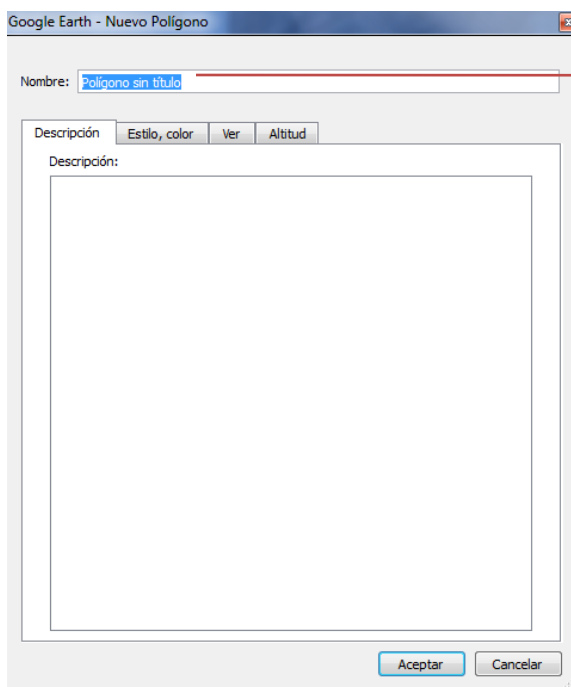 Google Earth - Nuevo Polígono
Nombre: Polígono sin título
Descripción Estilo, color Ver Altitud
Descripción:
Aceptar Cancelar